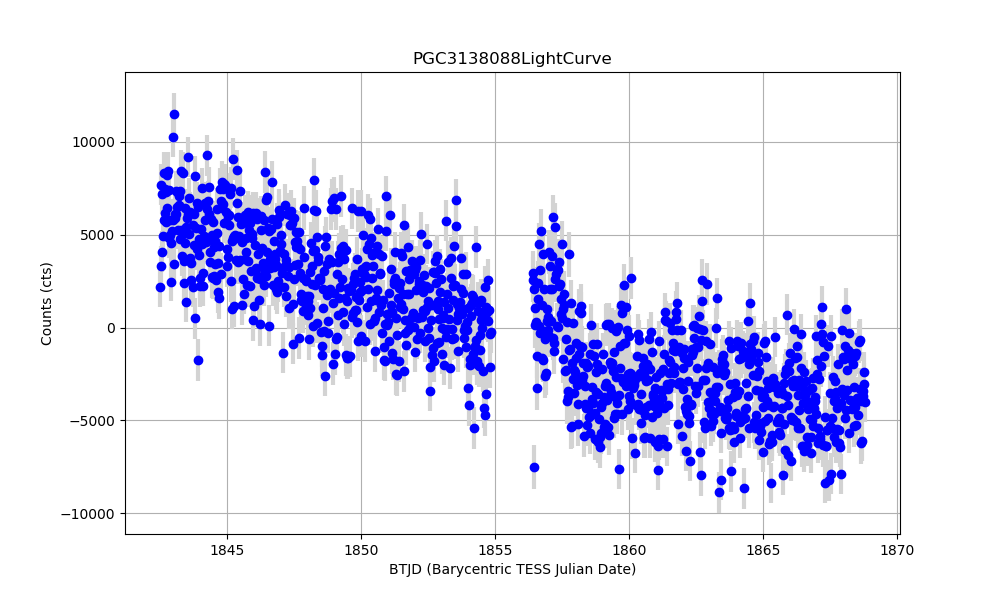 PGC3138088LightCurve
10000
5000
0
−5000
−10000
Counts (cts)
1845 1850 1855 1860 1865 1870
BTJD (Barycentric TESS Julian Date)